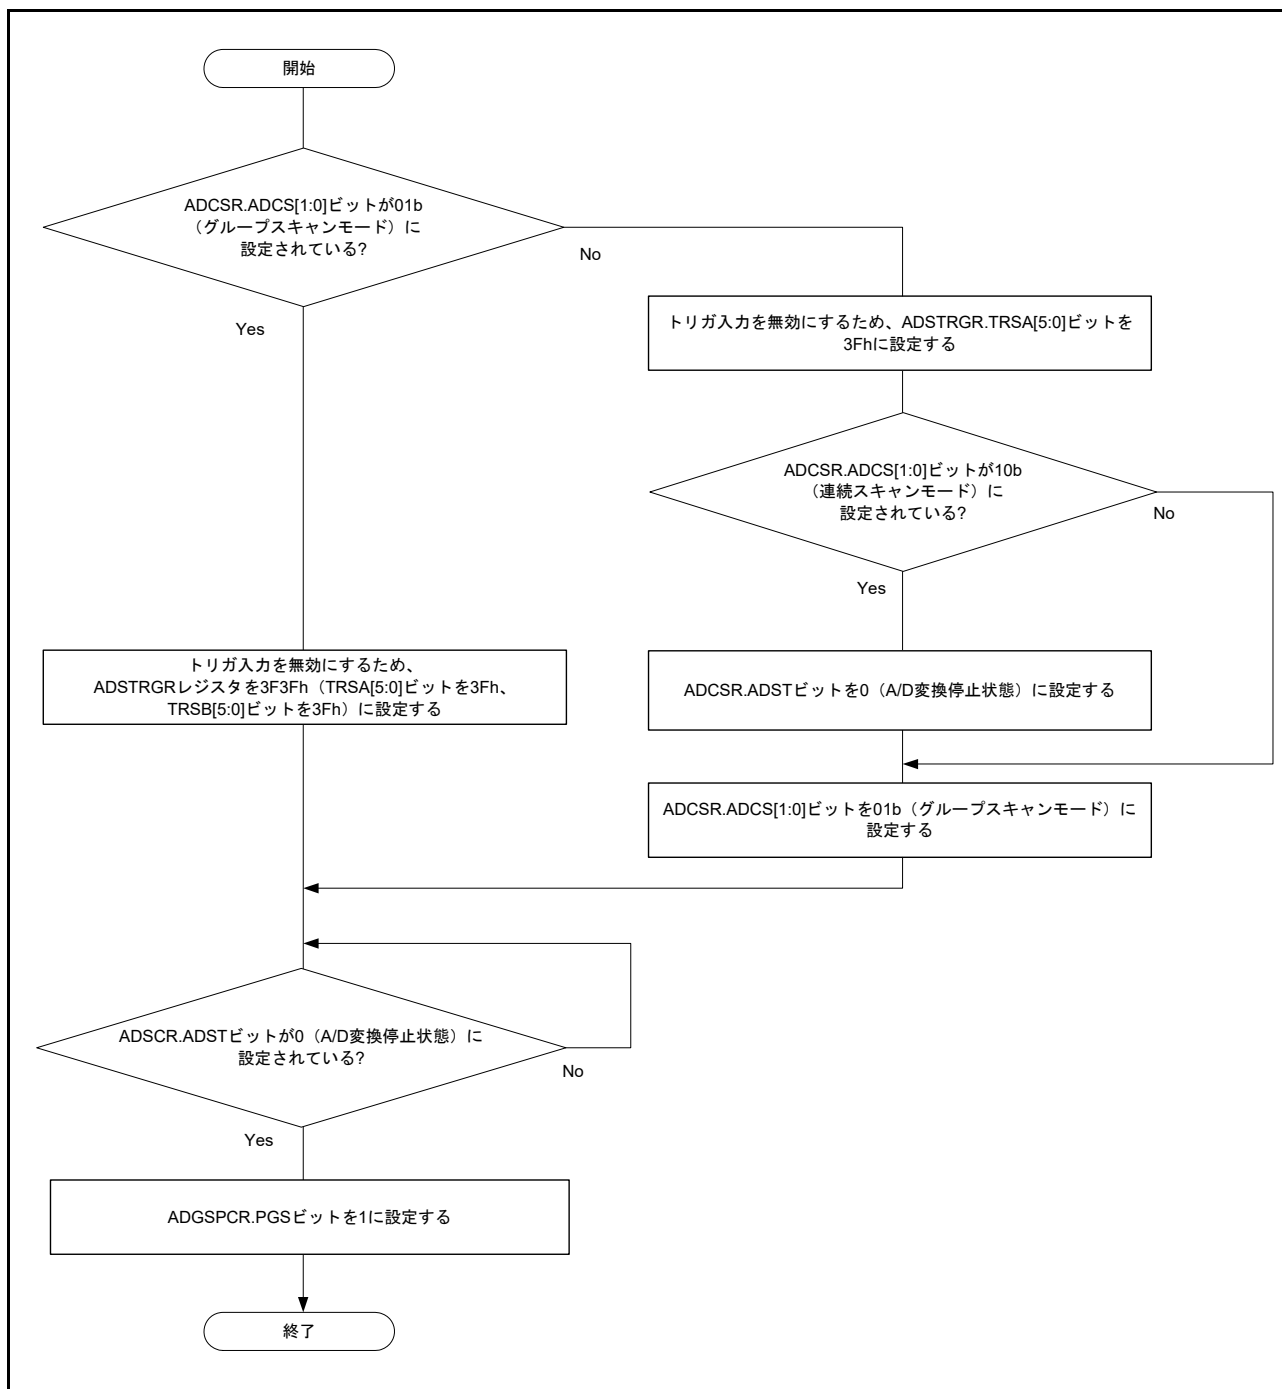 開始
ADCSR.ADCS[1:0]ビットが01b
（グループスキャンモード）に
設定されている?
No
Yes
トリガ入力を無効にするため、ADSTRGR.TRSA[5:0]ビットを
3Fhに設定する
ADCSR.ADCS[1:0]ビットが10b
（連続スキャンモード）に
設定されている?
No
Yes
トリガ入力を無効にするため、
ADSTRGRレジスタを3F3Fh（TRSA[5:0]ビットを3Fh、
TRSB[5:0]ビットを3Fh）に設定する
ADCSR.ADSTビットを0（A/D変換停止状態）に設定する
ADCSR.ADCS[1:0]ビットを01b（グループスキャンモード）に
設定する
ADSCR.ADSTビットが0（A/D変換停止状態）に
設定されている?
No
Yes
ADGSPCR.PGSビットを1に設定する
終了